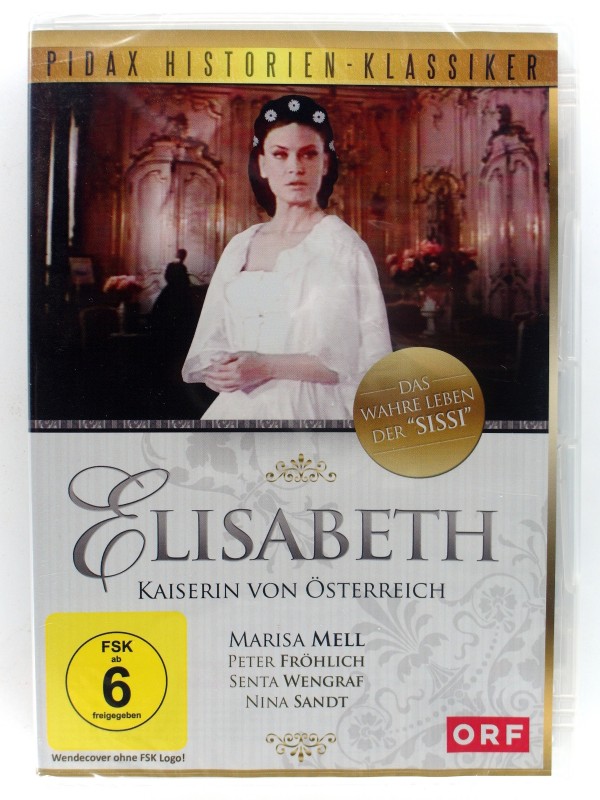 PIDAX HISTORIEN-KLASSIKER
DAS
WAHRE LEBEN
DER "SISSI"
ELISABETH
KAISERIN VON ÖSTERREICH
MARISA MELL
PETER FRÖHLICH
SENTA WENGRAF
NINA SANDT
FSK
ab
6
freigegeben
Wendecover ohne FSK Logo!
ORF